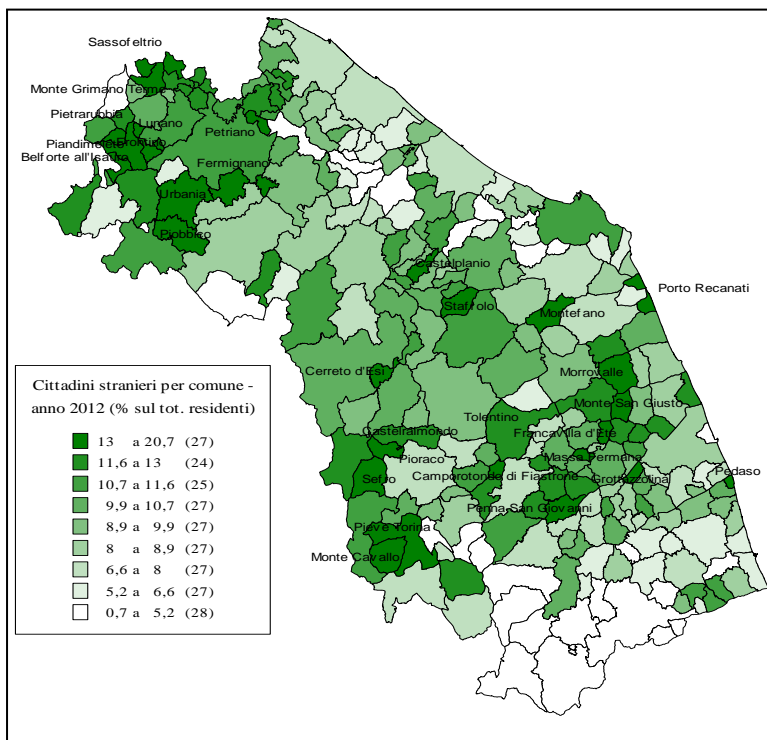 Sassofeltrio
Monte Grimano Terme
Pietrarubbia
Lunano
Petriano
Piandimeleto
Frontino
Belforte all'Isauro
Fermignano
Urbania
Piobbico
Castelplanio
Porto Recanati
Staffolo
Montefano
Cerreto d'Esi
Morrovalle
Monte San Giusto
Tolentino
Castelraimondo
Francavilla d'Ete
Pioraco
Massa Fermana
Sefro
Camporotondo di Fiastrone
Grottazzolina
Pedaso
Penna San Giovanni
Pieve Torina
Monte Cavallo
Cittadini stranieri per comune -
anno 2012 (% sul tot. residenti)
13 a 20,7 (27)
11,6 a 13 (24)
10,7 a 11,6 (25)
9,9 a 10,7 (27)
8,9 a 9,9 (27)
8 a 8,9 (27)
6,6 a 8 (27)
5,2 a 6,6 (27)
0,7 a 5,2 (28)